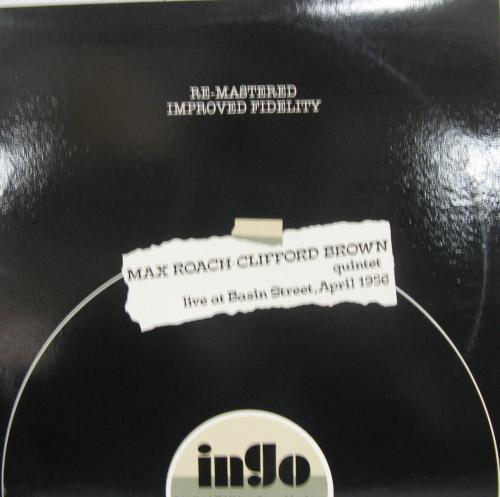 RE-MASTERED
IMPROVED FIDELITY
MAX ROACH CLIFFORD BROWN
quintet
live at Basin Street, April 1956
ingo